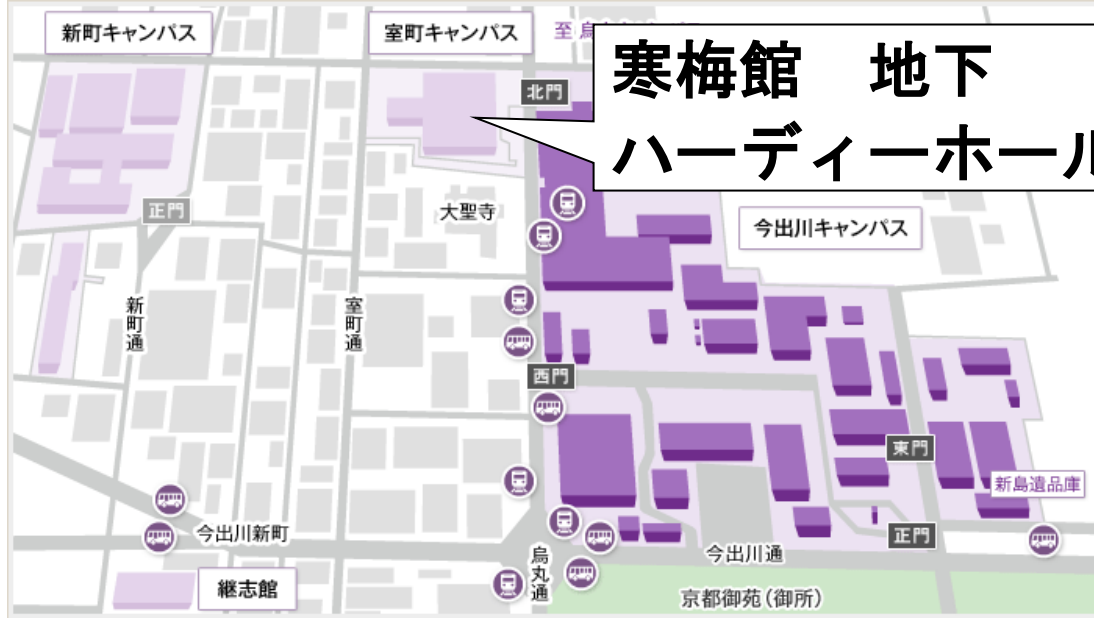 新町キャンパス
室町キャンパス
至
寒梅館　地下
ハーディーホール
北門
正門
大聖寺
今出川キャンパス
新町通
室町通
西門
東門
新島遺品庫
正門
今出川新町
今出川通
烏丸通
継志館
京都御苑（御所）